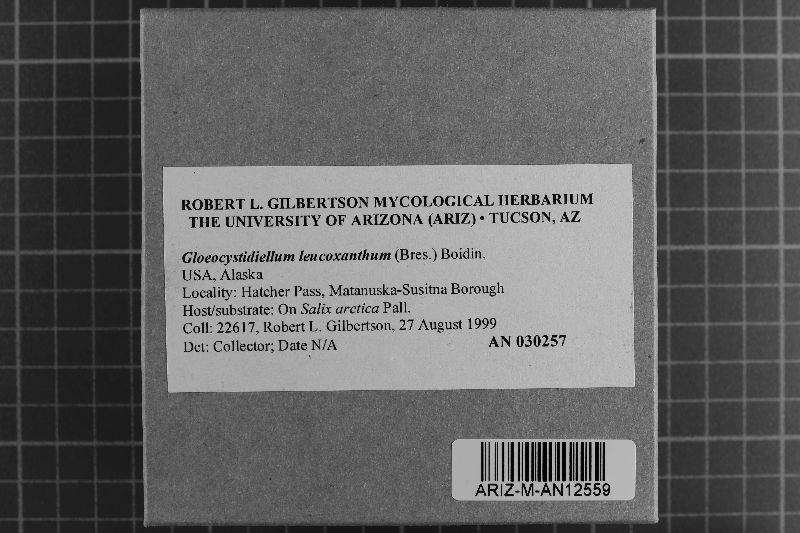 ROBERT L. GILBERTSON MYCOLOGICAL HERBARIUM
THE UNIVERSITY OF ARIZONA (ARIZ) • TUCSON, AZ
Gloeocystidiellum leucoxanthum (Bres.) Boidin.
USA, Alaska
Locality: Hatcher Pass, Matanuska-Susitna Borough
Host/substrate: On Salix arctica Pall.
Coll: 22617, Robert L. Gilbertson, 27 August 1999
Det: Collector; Date N/A AN 030257
ARIZ-M-AN12559